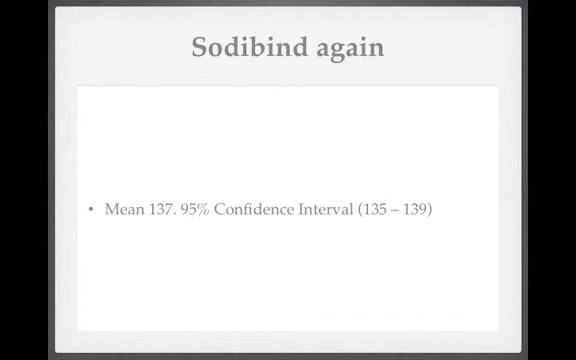 Sodibind again
• Mean 137. 95% Confidence Interval (135 – 139)